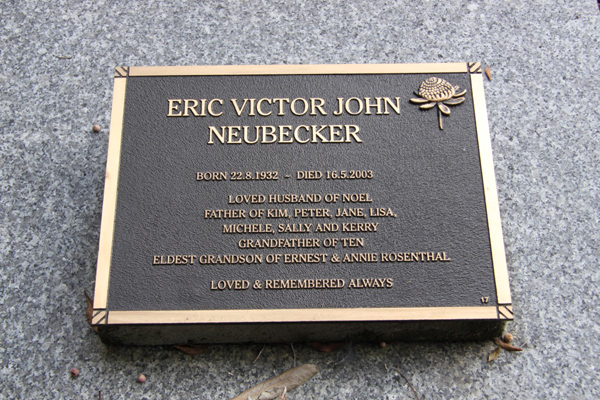 ERIC VICTOR JOHN
NEUBECKER
BORN 22.8.1932 – DIED 16.5.2003
LOVED HUSBAND OF NOEL
FATHER OF KIM, PETER, JANE, LISA,
MICHELE, SALLY AND KERRY
GRANDFATHER OF TEN
ELDEST GRANDSON OF ERNEST & ANNIE ROSENTHAL
LOVED & REMEMBERED ALWAYS